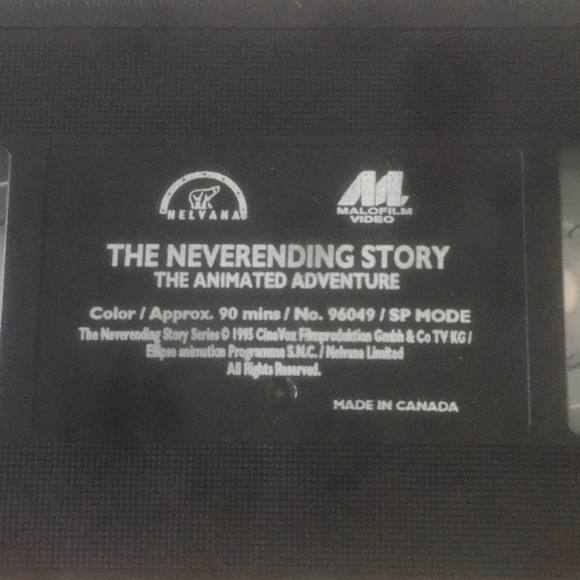 NELVANA
MALOFILM
VIDEO
THE NEVERENDING STORY
THE ANIMATED ADVENTURE
Color / Approx. 90 mins / No. 96049 / SP MODE
The Neverending Story Series © 1995 CineVox Filmproduktion Gmbh & Co TV KG /
Ellipse animation Programme S.N.C. / Nelvana Limited
All Rights Reserved.
MADE IN CANADA